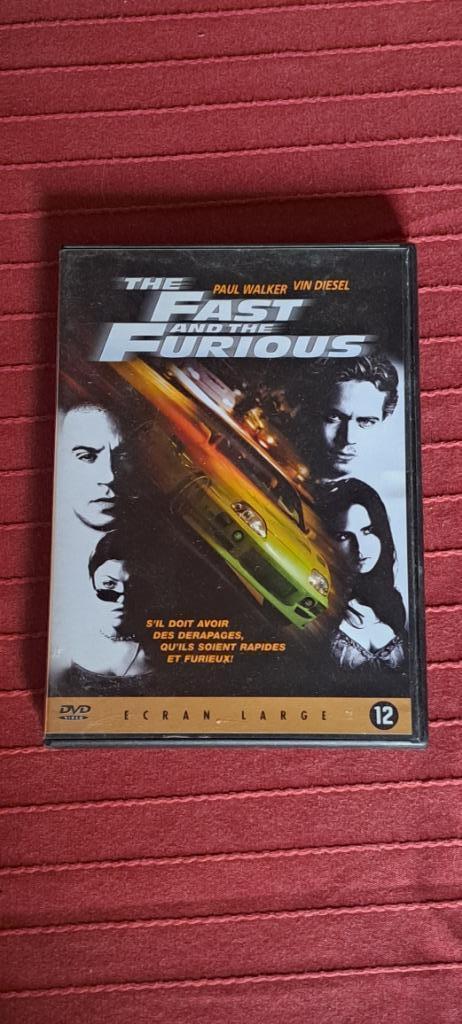 THE
PAUL WALKER VIN DIESEL
FAST
AND THE
FURIOUS
S'IL DOIT AVOIR
DES DERAPAGES,
QU'ILS SOIENT RAPIDES
ET FURIEUX!
DVD
VIDEO
ECRAN LARGE
12